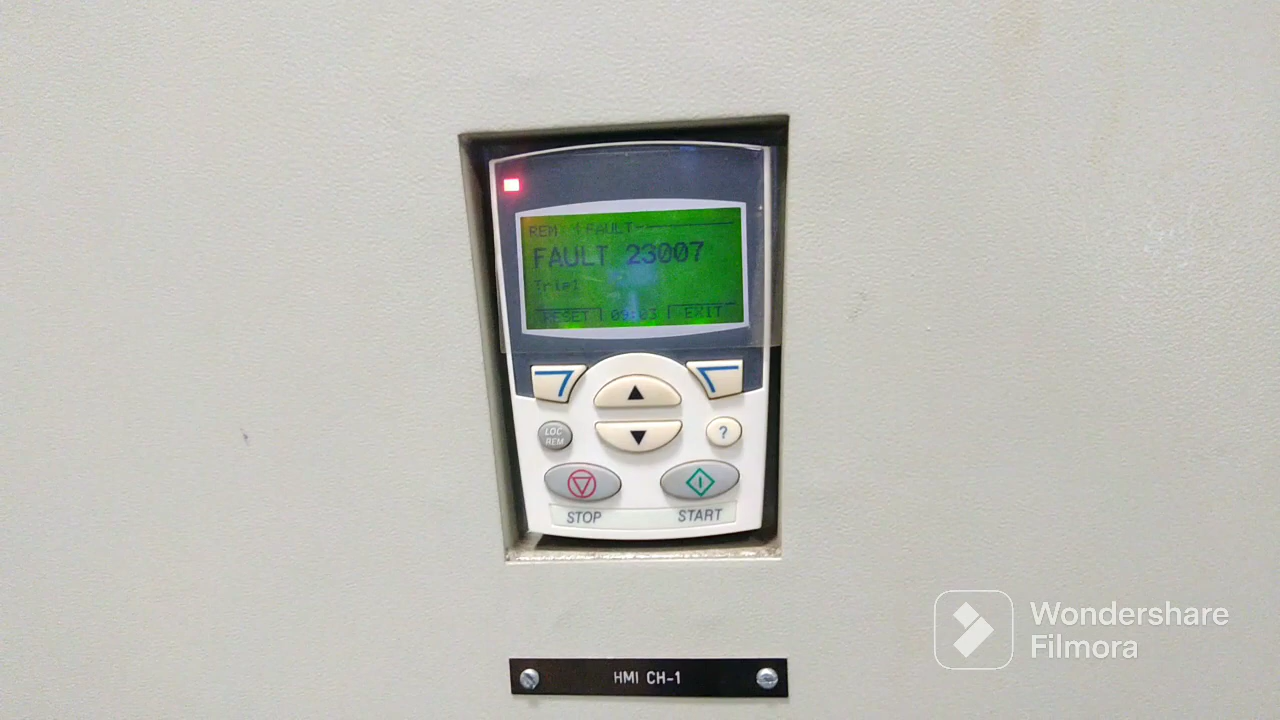 REM FAULT
FAULT 23007
RESET 09:03 EXIT
LOC
REM
?
STOP
START
HMI CH-1
Wondershare
Filmora